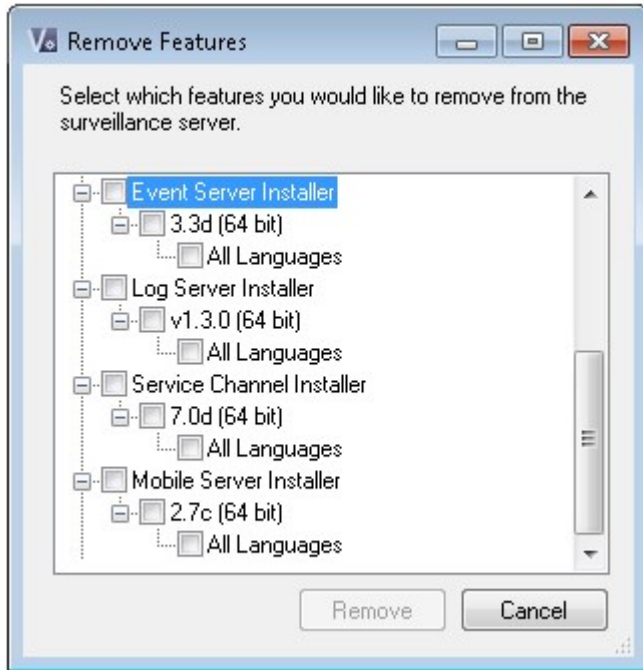 Remove Features
Select which features you would like to remove from the
surveillance server.
Event Server Installer
3.3d (64 bit)
All Languages
Log Server Installer
v1.3.0 (64 bit)
All Languages
Service Channel Installer
7.0d (64 bit)
All Languages
Mobile Server Installer
2.7c (64 bit)
All Languages
Remove
Cancel